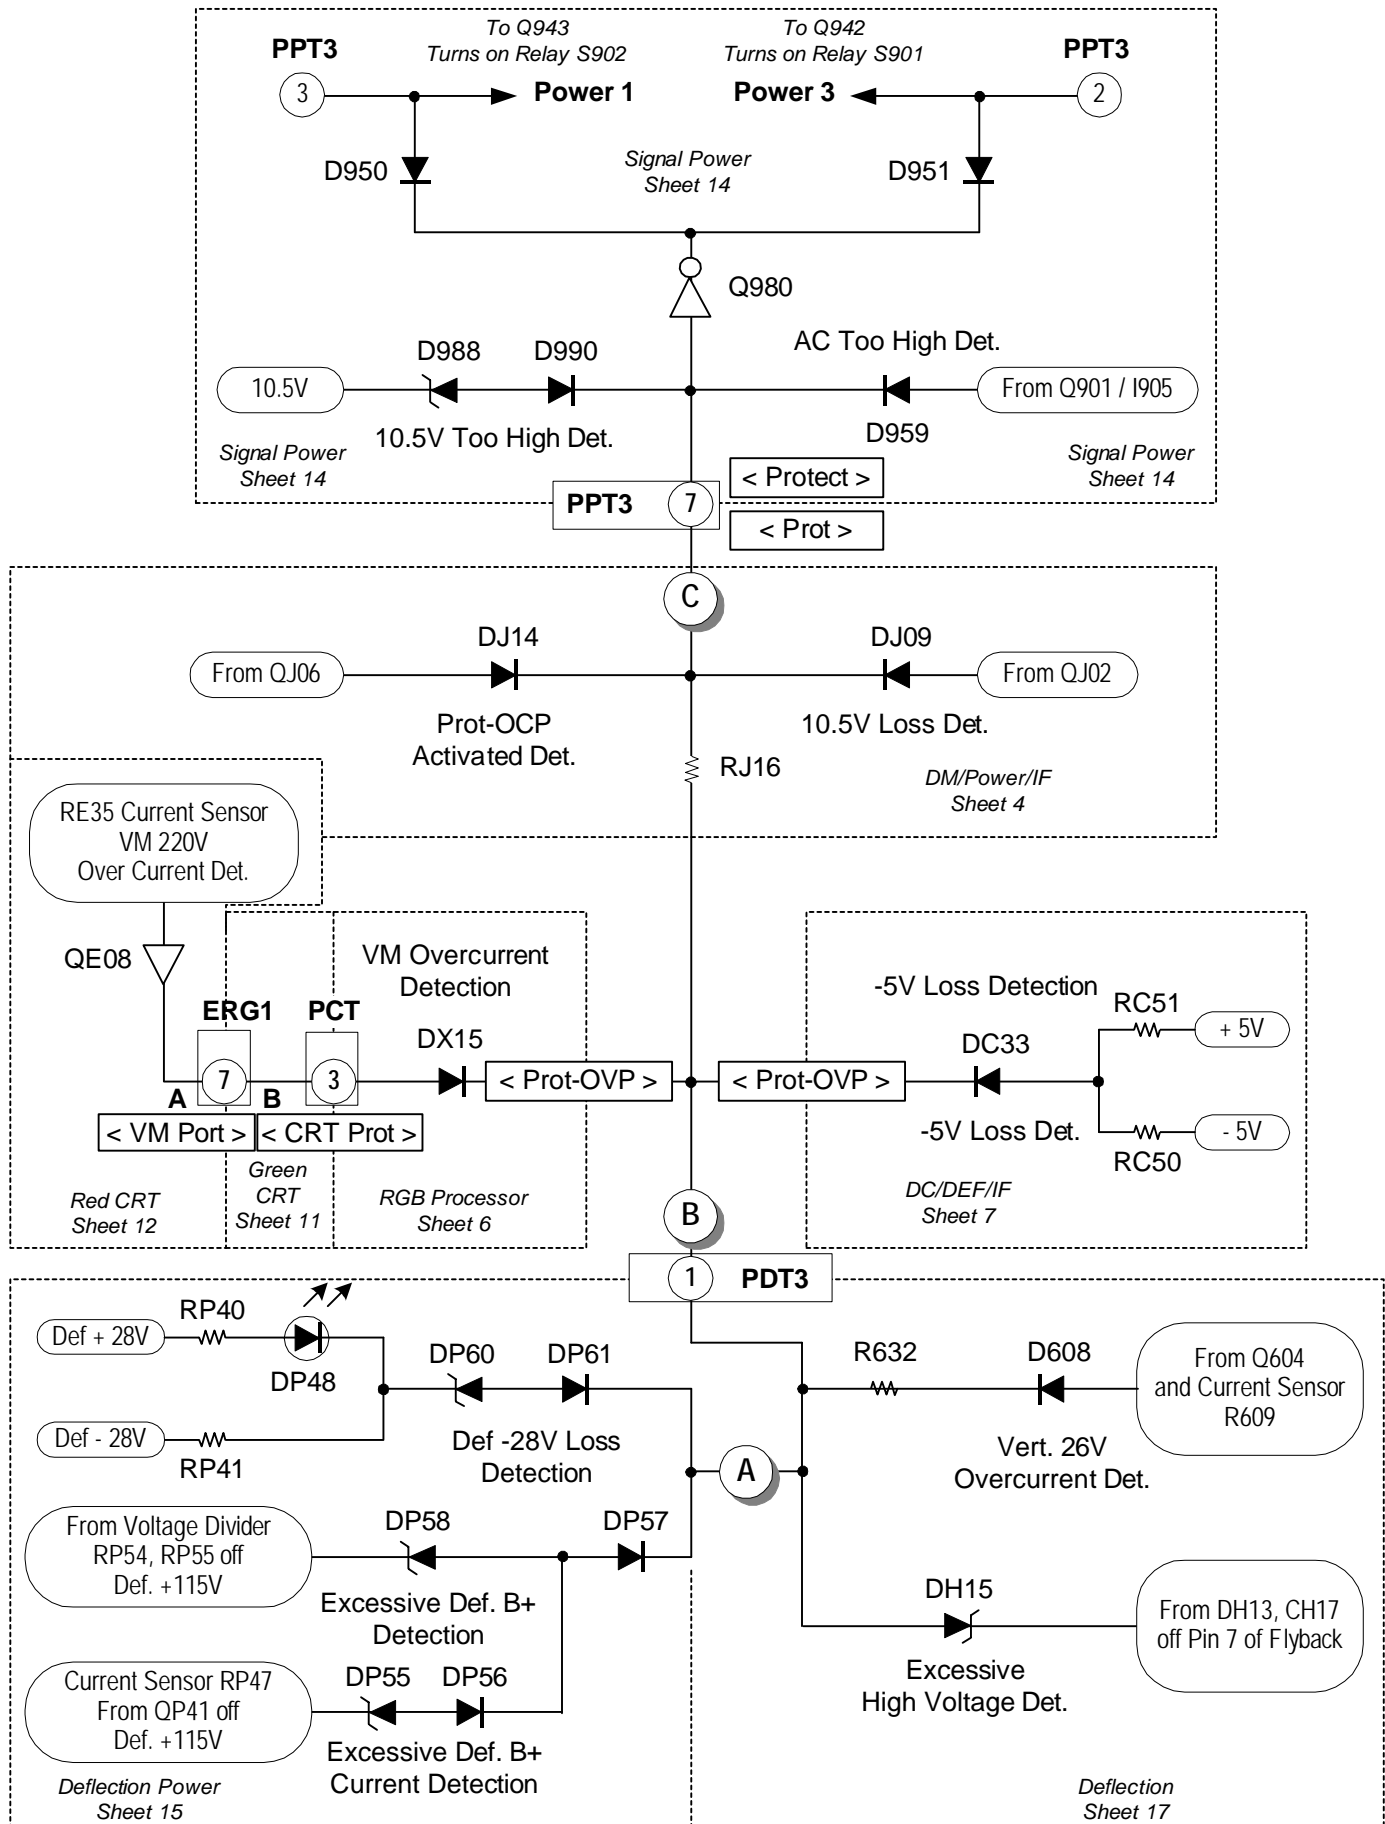 To Q943
Turns on Relay S902
To Q942
Turns on Relay S901
PPT3
PPT3
3
Power 1
Power 3
2
D950
Signal Power
Sheet 14
D951
Q980
AC Too High Det.
D988
D990
10.5V
From Q901 / I905
10.5V Too High Det.
D959
Signal Power
Sheet 14
Signal Power
Sheet 14
< Protect >
PPT3
7
< Prot >
C
DJ14
DJ09
From QJ06
From QJ02
Prot-OCP
Activated Det.
10.5V Loss Det.
RJ16
DM/Power/IF
Sheet 4
RE35 Current Sensor
VM 220V
Over Current Det.
QE08
VM Overcurrent
Detection
-5V Loss Detection
RC51
+ 5V
ERG1
PCT
DX15
DC33
7
3
< Prot-OVP >
< Prot-OVP >
A
B
< VM Port >
< CRT Prot >
-5V Loss Det.
- 5V
RC50
Green
CRT
Sheet 11
Red CRT
Sheet 12
RGB Processor
Sheet 6
DC/DEF/IF
Sheet 7
B
1
PDT3
RP40
Def + 28V
DP48
DP60
DP61
R632
D608
From Q604
and Current Sensor
R609
Def - 28V
RP41
Def -28V Loss
Detection
A
Vert. 26V
Overcurrent Det.
From Voltage Divider
RP54, RP55 off
Def. +115V
DP58
DP57
Excessive Def. B+
Detection
DH15
From DH13, CH17
off Pin 7 of Flyback
Excessive
High Voltage Det.
Current Sensor RP47
From QP41 off
Def. +115V
DP55
DP56
Excessive Def. B+
Current Detection
Deflection Power
Sheet 15
Deflection
Sheet 17